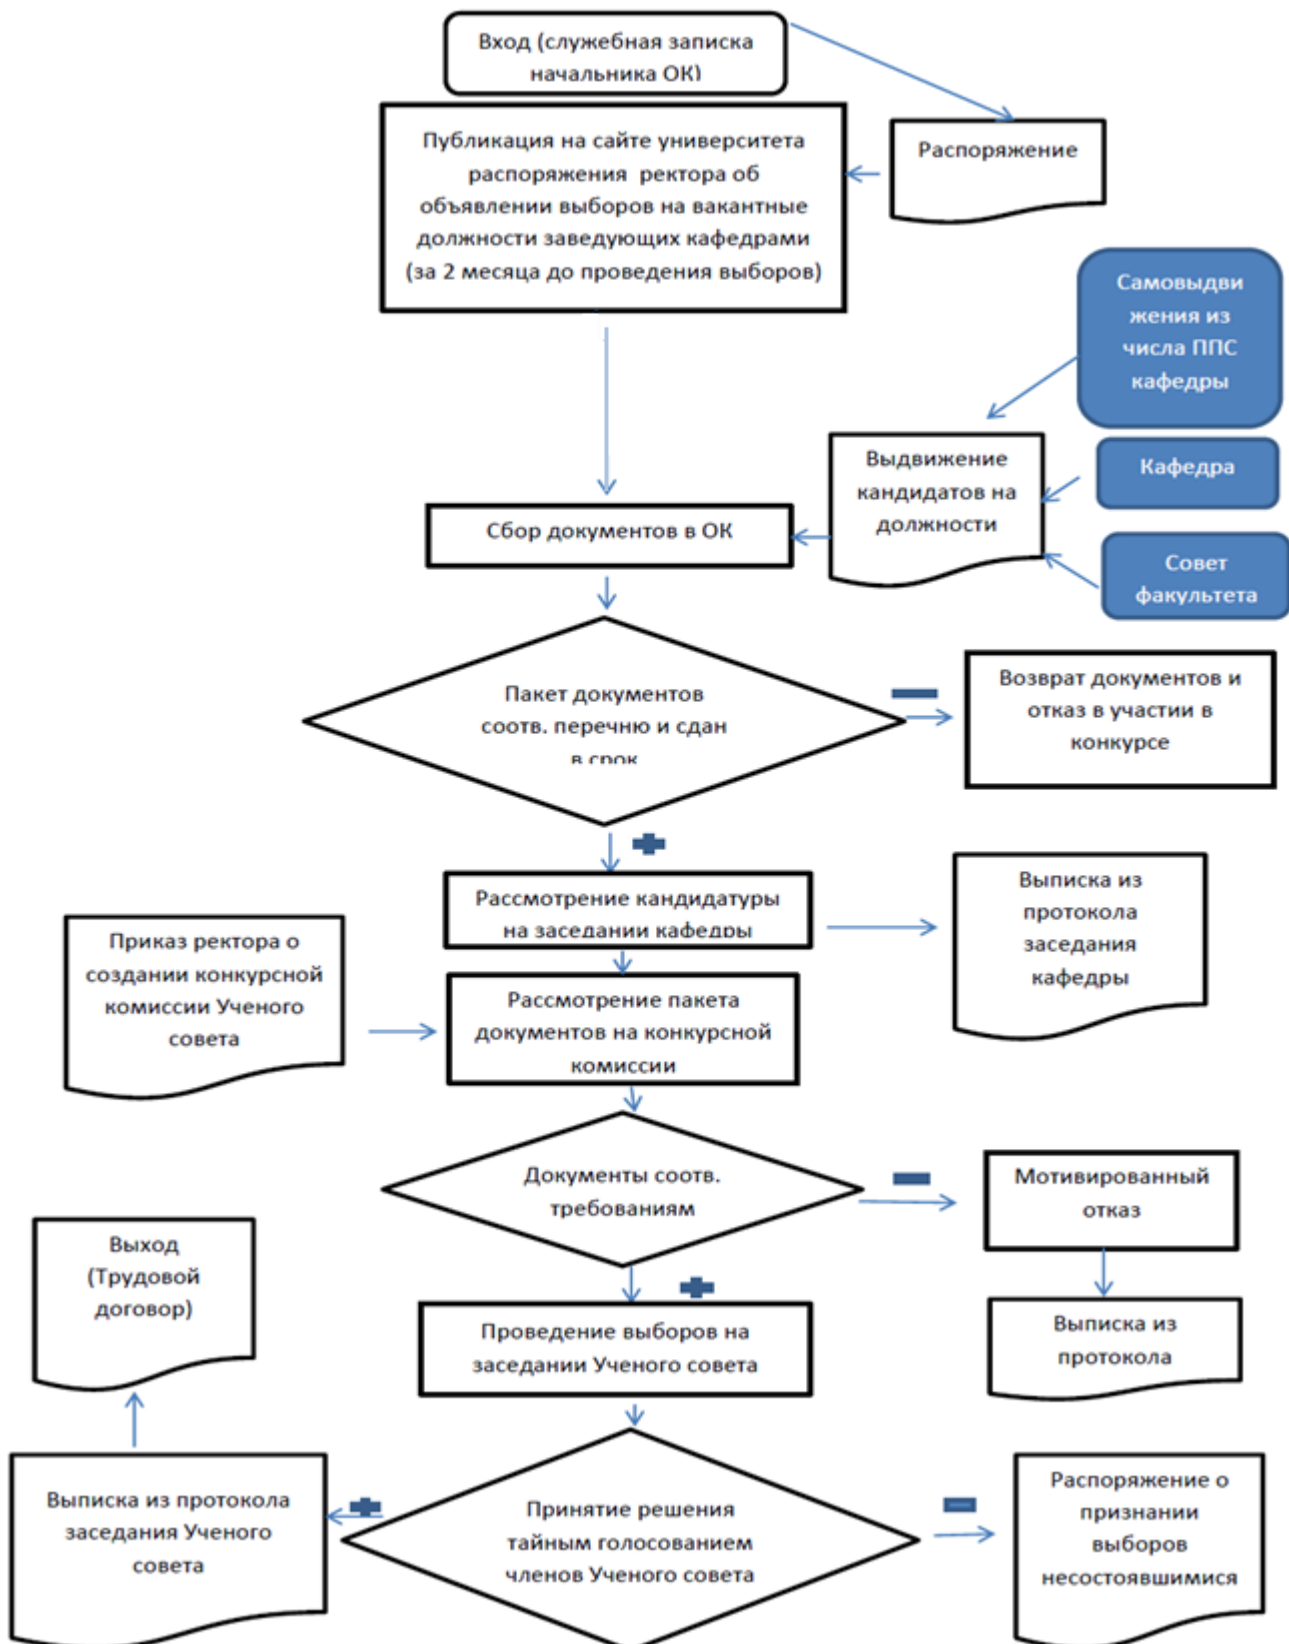 Вход (служебная записка
начальника ОК)
Распоряжение
Публикация на сайте университета
распоряжения ректора об
объявлении выборов на вакантные
должности заведующих кафедрами
(за 2 месяца до проведения выборов)
Самовыдви
жения из
числа ППС
кафедры
Выдвижение
кандидатов на
должности
Кафедра
Совет
факультета
Сбор документов в ОК
Пакет документов
соотв. перечню и сдан
в срок
Возврат документов и
отказ в участии в
конкурсе
Рассмотрение кандидатуры
на заседании кафедры
Выписка из
протокола
заседания
кафедры
Приказ ректора о
создании конкурсной
комиссии Ученого
совета
Рассмотрение пакета
документов на конкурсной
комиссии
Документы соотв.
требованиям
Мотивированный
отказ
Выписка из
протокола
Выход
(Трудовой
договор)
Проведение выборов на
заседании Ученого совета
Выписка из протокола
заседания Ученого
совета
Принятие решения
тайным голосованием
членов Ученого совета
Распоряжение о
признании
выборов
несостоявшимися